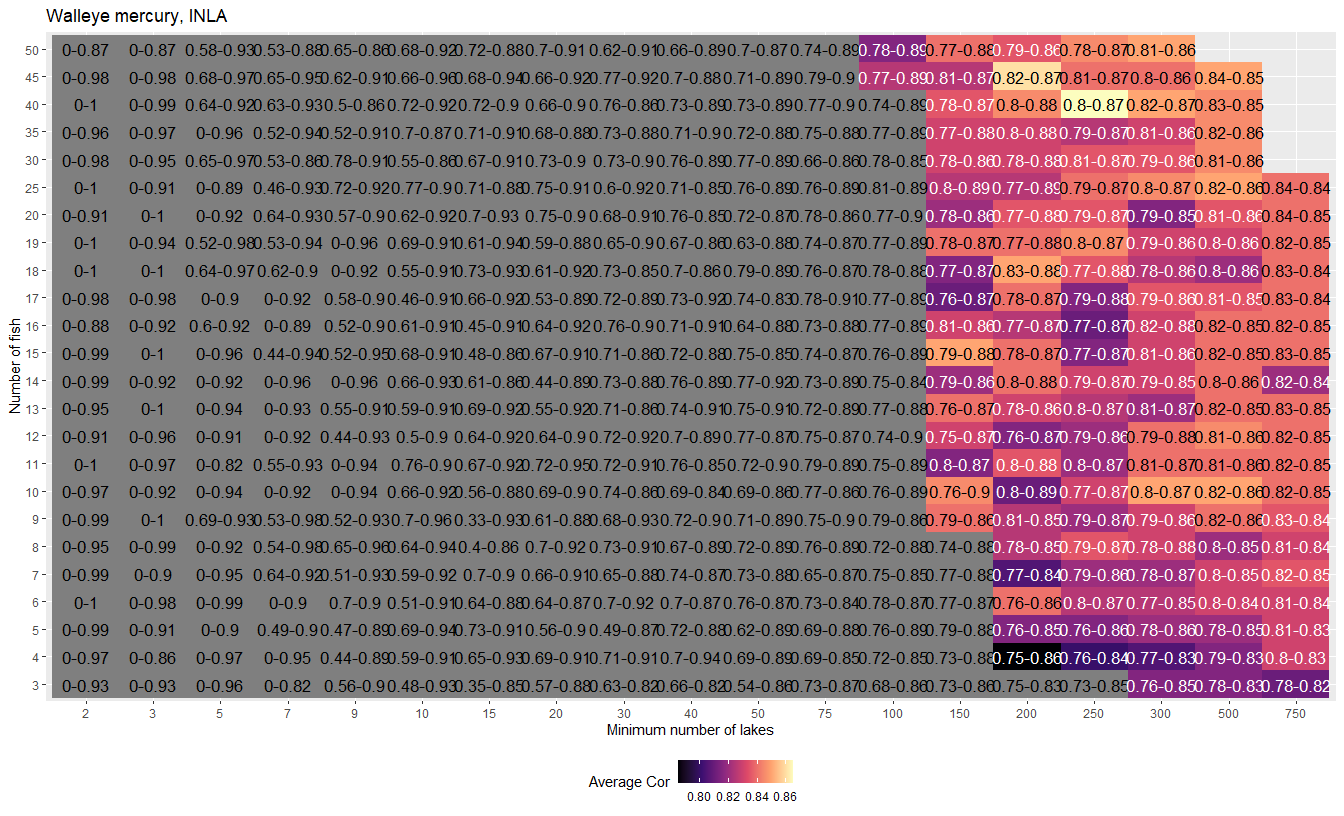 Walleye mercury, INLA
Number of fish
50 0-0.87 0-0.87 0.58-0.93 0.53-0.88 0.65-0.86 0.68-0.92 0.72-0.88 0.7-0.91 0.62-0.91 0.66-0.89 0.7-0.87 0.74-0.89 0.78-0.89 0.77-0.88 0.79-0.86 0.78-0.87 0.81-0.86
45 0-0.98 0-0.98 0.68-0.97 0.65-0.95 0.62-0.91 0.66-0.96 0.68-0.94 0.66-0.92 0.77-0.92 0.7-0.88 0.71-0.89 0.79-0.9 0.77-0.89 0.81-0.87 0.82-0.87 0.81-0.87 0.8-0.86 0.84-0.85
40 0-1 0-0.99 0.64-0.92 0.63-0.93 0.5-0.86 0.72-0.92 0.72-0.9 0.66-0.9 0.76-0.86 0.73-0.89 0.73-0.89 0.77-0.9 0.74-0.89 0.78-0.87 0.8-0.88 0.8-0.87 0.82-0.87 0.83-0.85
35 0-0.96 0-0.97 0-0.96 0.52-0.94 0.52-0.91 0.7-0.87 0.71-0.91 0.68-0.88 0.73-0.88 0.71-0.9 0.72-0.88 0.75-0.88 0.77-0.89 0.77-0.88 0.8-0.88 0.79-0.87 0.81-0.86 0.82-0.86
30 0-0.98 0-0.95 0.65-0.97 0.53-0.86 0.78-0.91 0.55-0.86 0.67-0.91 0.73-0.9 0.73-0.9 0.76-0.89 0.77-0.89 0.66-0.88 0.76-0.88 0.78-0.86 0.78-0.88 0.81-0.87 0.79-0.86 0.81-0.86
25 0-1 0-0.91 0-0.89 0.46-0.93 0.72-0.92 0.77-0.9 0.71-0.88 0.75-0.91 0.6-0.92 0.71-0.85 0.76-0.89 0.76-0.89 0.81-0.89 0.8-0.89 0.77-0.89 0.79-0.87 0.8-0.87 0.82-0.86 0.84-0.84
20 0-0.91 0-1 0-0.92 0.64-0.93 0.57-0.9 0.62-0.92 0.7-0.93 0.75-0.9 0.68-0.91 0.76-0.85 0.72-0.87 0.78-0.86 0.77-0.9 0.78-0.86 0.77-0.88 0.79-0.87 0.79-0.85 0.81-0.86 0.84-0.85
19 0-1 0-0.94 0.52-0.98 0.53-0.94 0-0.96 0.69-0.91 0.61-0.94 0.59-0.88 0.65-0.9 0.67-0.86 0.63-0.88 0.74-0.87 0.77-0.89 0.78-0.87 0.77-0.88 0.8-0.87 0.79-0.86 0.8-0.86 0.82-0.85
18 0-1 0-1 0.64-0.97 0.62-0.9 0-0.92 0.55-0.91 0.73-0.93 0.61-0.92 0.73-0.85 0.7-0.86 0.79-0.89 0.76-0.87 0.78-0.88 0.77-0.87 0.83-0.88 0.77-0.88 0.78-0.86 0.8-0.86 0.83-0.84
17 0-0.98 0-0.98 0-0.9 0-0.92 0.58-0.9 0.46-0.91 0.66-0.92 0.53-0.89 0.72-0.89 0.73-0.92 0.74-0.83 0.78-0.91 0.77-0.89 0.76-0.87 0.78-0.87 0.79-0.88 0.79-0.86 0.81-0.85 0.83-0.84
16 0-0.88 0-0.92 0.6-0.92 0-0.89 0.52-0.9 0.61-0.91 0.45-0.91 0.64-0.92 0.63-0.86 0.71-0.91 0.64-0.88 0.73-0.88 0.77-0.89 0.81-0.86 0.77-0.87 0.77-0.87 0.82-0.88 0.82-0.85 0.82-0.85
15 0-0.99 0-1 0-0.96 0.44-0.94 0.52-0.95 0.68-0.91 0.48-0.86 0.67-0.91 0.71-0.86 0.72-0.88 0.75-0.85 0.74-0.87 0.76-0.89 0.79-0.88 0.78-0.87 0.77-0.87 0.81-0.86 0.82-0.85 0.83-0.85
14 0-0.99 0-0.92 0-0.92 0-0.96 0-0.96 0.66-0.93 0.61-0.86 0.44-0.89 0.73-0.88 0.76-0.89 0.77-0.92 0.73-0.89 0.76-0.89 0.79-0.86 0.8-0.88 0.79-0.87 0.79-0.85 0.8-0.86 0.82-0.84
13 0-0.95 0-1 0-0.94 0-0.93 0.55-0.91 0.59-0.91 0.69-0.92 0.55-0.92 0.71-0.86 0.74-0.91 0.75-0.91 0.72-0.89 0.77-0.88 0.76-0.87 0.78-0.86 0.8-0.87 0.81-0.87 0.82-0.85 0.83-0.85
12 0-0.91 0-0.96 0-0.91 0-0.92 0.44-0.93 0.5-0.9 0.64-0.92 0.64-0.9 0.72-0.92 0.7-0.89 0.77-0.87 0.75-0.87 0.74-0.9 0.75-0.87 0.76-0.87 0.79-0.86 0.79-0.88 0.81-0.86 0.82-0.85
11 0-1 0-0.97 0-0.82 0.55-0.93 0-0.94 0.76-0.9 0.67-0.92 0.72-0.95 0.72-0.91 0.76-0.85 0.72-0.9 0.79-0.89 0.75-0.89 0.8-0.87 0.8-0.88 0.8-0.87 0.81-0.87 0.81-0.86 0.82-0.85
10 0-0.97 0-0.92 0-0.94 0-0.92 0-0.94 0.66-0.92 0.56-0.88 0.69-0.9 0.74-0.86 0.69-0.84 0.69-0.86 0.77-0.86 0.76-0.89 0.76-0.9 0.8-0.89 0.77-0.87 0.8-0.87 0.82-0.86 0.82-0.85
9 0-0.99 0-1 0.69-0.93 0.53-0.98 0.52-0.93 0.7-0.96 0.33-0.93 0.61-0.88 0.68-0.93 0.72-0.9 0.71-0.89 0.75-0.9 0.79-0.86 0.79-0.86 0.81-0.85 0.79-0.87 0.79-0.86 0.82-0.86 0.83-0.84
8 0-0.95 0-0.99 0-0.92 0.54-0.98 0.65-0.96 0.64-0.94 0.4-0.86 0.7-0.92 0.73-0.91 0.67-0.89 0.72-0.89 0.76-0.89 0.72-0.88 0.74-0.88 0.78-0.85 0.79-0.87 0.78-0.88 0.8-0.85 0.81-0.84
7 0-0.99 0-0.9 0-0.95 0.64-0.92 0.51-0.93 0.59-0.92 0.7-0.9 0.66-0.91 0.65-0.88 0.74-0.87 0.73-0.88 0.65-0.87 0.75-0.85 0.77-0.88 0.77-0.84 0.79-0.86 0.78-0.87 0.8-0.85 0.82-0.85
6 0-1 0-0.98 0-0.99 0-0.9 0.7-0.9 0.51-0.91 0.64-0.88 0.64-0.87 0.7-0.92 0.7-0.87 0.76-0.87 0.73-0.84 0.78-0.87 0.77-0.87 0.76-0.86 0.8-0.87 0.77-0.85 0.8-0.84 0.81-0.84
5 0-0.99 0-0.91 0-0.9 0.49-0.9 0.47-0.89 0.69-0.94 0.73-0.91 0.56-0.9 0.49-0.87 0.72-0.88 0.62-0.89 0.69-0.88 0.76-0.89 0.79-0.88 0.76-0.85 0.76-0.86 0.78-0.86 0.78-0.85 0.81-0.83
4 0-0.97 0-0.86 0-0.97 0-0.95 0.44-0.89 0.59-0.91 0.65-0.93 0.69-0.91 0.71-0.91 0.7-0.94 0.69-0.89 0.69-0.85 0.72-0.85 0.73-0.88 0.75-0.86 0.76-0.84 0.77-0.83 0.79-0.83 0.8-0.83
3 0-0.93 0-0.93 0-0.96 0-0.82 0.56-0.9 0.48-0.93 0.35-0.85 0.57-0.88 0.63-0.82 0.66-0.82 0.54-0.86 0.73-0.87 0.68-0.86 0.73-0.86 0.75-0.83 0.73-0.85 0.76-0.85 0.78-0.83 0.78-0.82
2 3 5 7 9 10 15 20 30 40 50 75 100 150 200 250 300 500 750
Minimum number of lakes
Average Cor
0.80 0.82 0.84 0.86